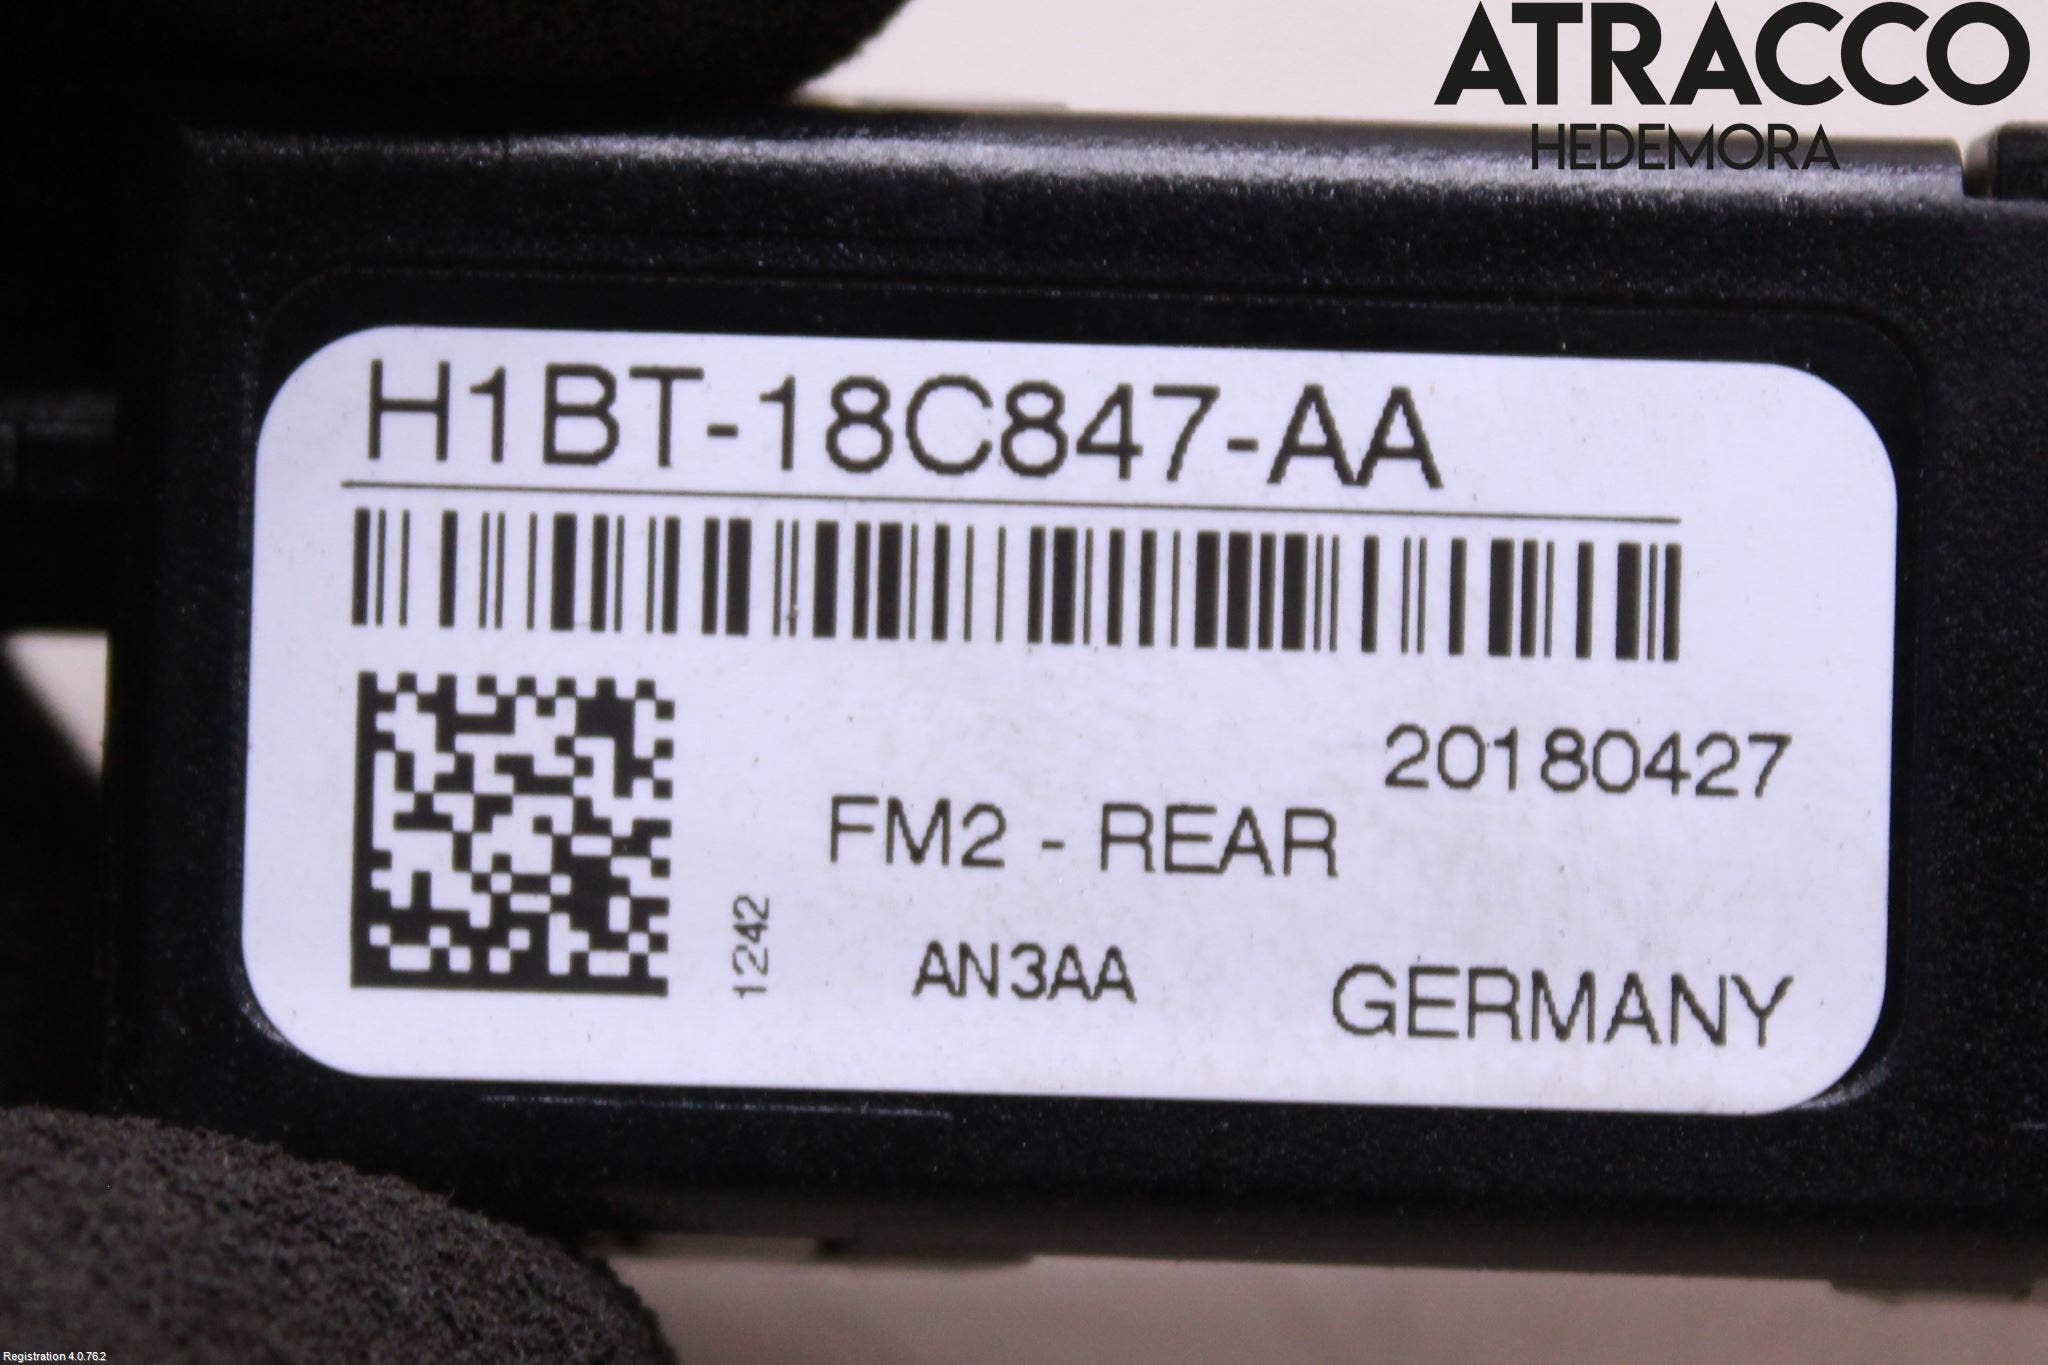 ATRACCO
HEDEMORA
H1BT-18C847-AA
20180427
FM2 - REAR
1242
AN3AA
GERMANY
Registration 4.0.76.2